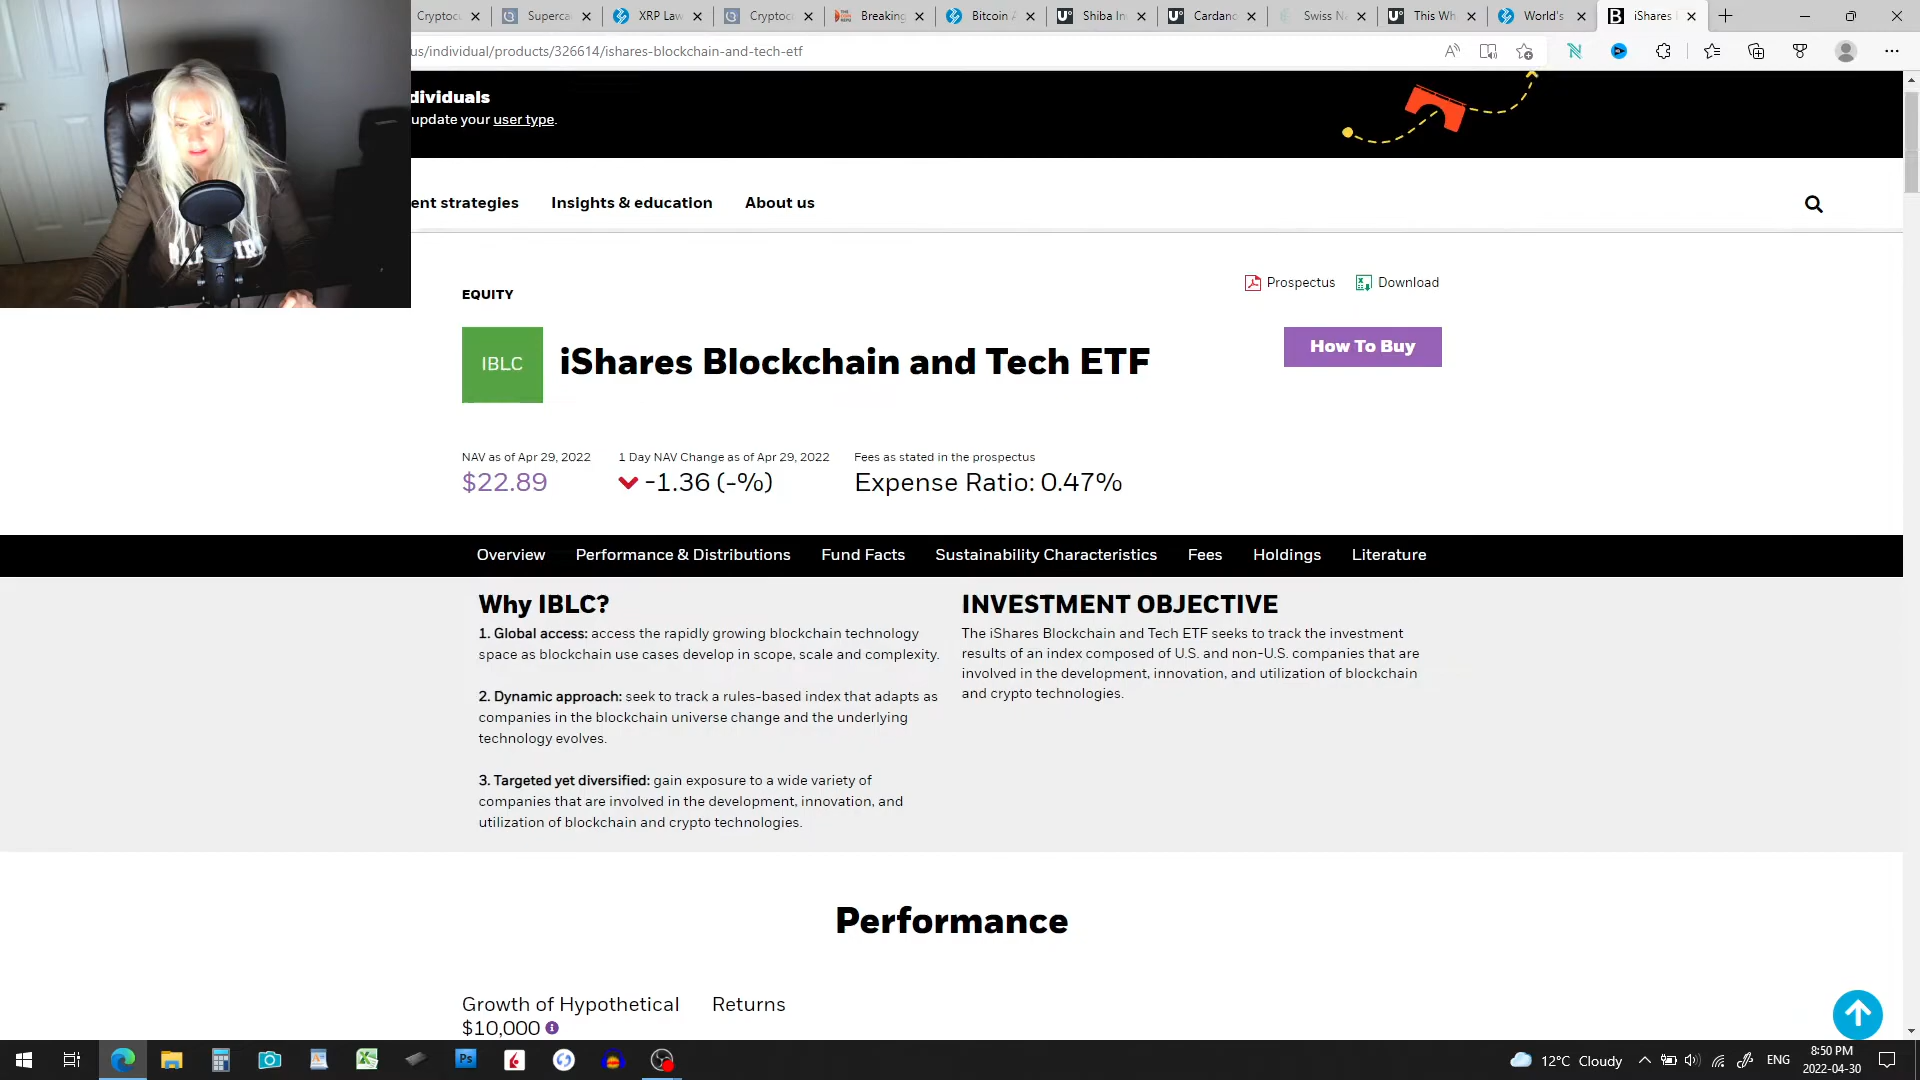 Cryptocu
Superca
XRP Law
Cryptoc
Breaking
Bitcoin A
Shiba In
Cardano
Swiss N
This Wh
World's
iShares
us/individual/products/326614/ishares-blockchain-and-tech-etf
dividuals
update your user type.
ent strategies
Insights & education
About us
EQUITY
Prospectus
Download
IBLC
iShares Blockchain and Tech ETF
How To Buy
NAV as of Apr 29, 2022
$22.89
1 Day NAV Change as of Apr 29, 2022
-1.36 (-%)
Fees as stated in the prospectus
Expense Ratio: 0.47%
Overview Performance & Distributions Fund Facts Sustainability Characteristics Fees Holdings Literature
Why IBLC?
1. Global access: access the rapidly growing blockchain technology
space as blockchain use cases develop in scope, scale and complexity.
2. Dynamic approach: seek to track a rules-based index that adapts as
companies in the blockchain universe change and the underlying
technology evolves.
3. Targeted yet diversified: gain exposure to a wide variety of
companies that are involved in the development, innovation, and
utilization of blockchain and crypto technologies.
INVESTMENT OBJECTIVE
The iShares Blockchain and Tech ETF seeks to track the investment
results of an index composed of U.S. and non-U.S. companies that are
involved in the development, innovation, and utilization of blockchain
and crypto technologies.
Performance
Growth of Hypothetical
$10,000
Returns
Ps
12°C Cloudy
ENG
8:50 PM
2022-04-30